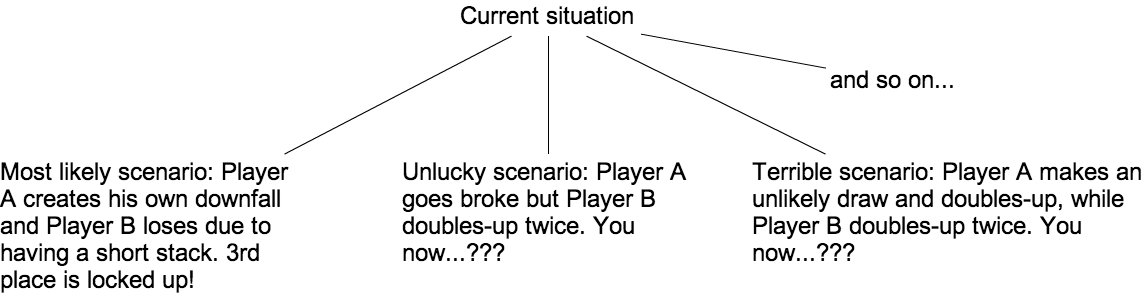 Current situation
and so on...
Most likely scenario: Player
A creates his own downfall
and Player B loses due to
having a short stack. 3rd
place is locked up!
Unlucky scenario: Player A
goes broke but Player B
doubles-up twice. You
now...???
Terrible scenario: Player A makes an
unlikely draw and doubles-up, while
Player B doubles-up twice. You
now...???